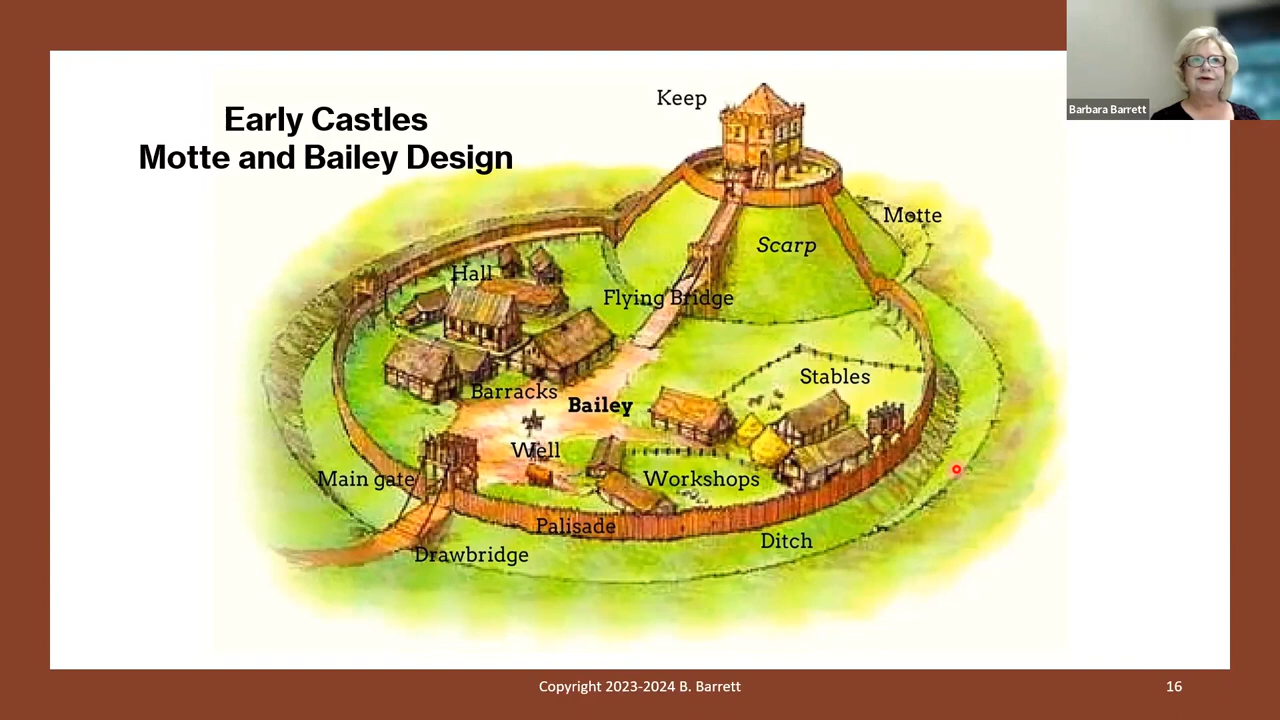 Early Castles
Motte and Bailey Design
Keep
Barbara Barrett
Motte
Scarp
Hall
Flying Bridge
Stables
Barracks
Bailey
Well
Main gate
Workshops
Palisade
Ditch
Drawbridge
Copyright 2023-2024 B. Barrett
16